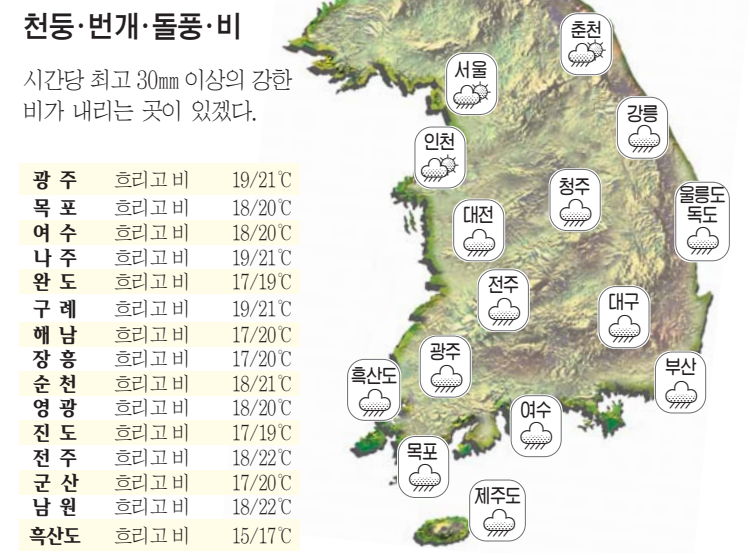 천둥·번개·돌풍·비
시간당 최고 30㎜ 이상의 강한
비가 내리는 곳이 있겠다.
광 주 흐리고 비 19/21℃
목 포 흐리고 비 18/20℃
여 수 흐리고 비 18/20℃
나 주 흐리고 비 19/21℃
완 도 흐리고 비 17/19℃
구 례 흐리고 비 19/21℃
해 남 흐리고 비 17/20℃
장 흥 흐리고 비 17/20℃
순 천 흐리고 비 18/21℃
영 광 흐리고 비 18/20℃
진 도 흐리고 비 17/19℃
전 주 흐리고 비 18/22℃
군 산 흐리고 비 17/20℃
남 원 흐리고 비 18/22℃
흑산도 흐리고 비 15/17℃
춘천
서울
강릉
인천
청주
울릉도
독도
대전
전주
대구
광주
부산
흑산도
여수
목포
제주도